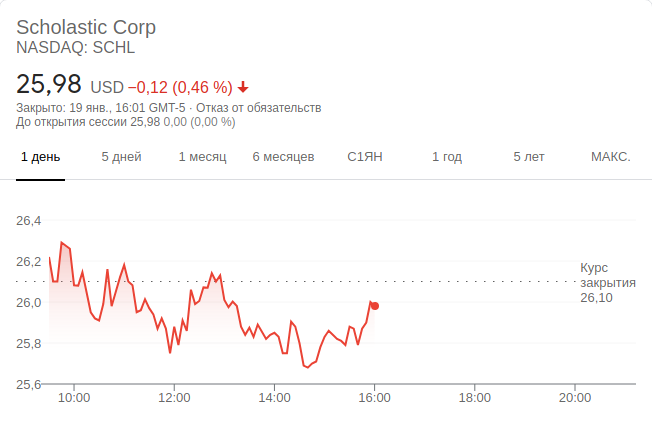 Scholastic Corp
NASDAQ: SCHL
25,98 USD −0,12 (0,46 %)
Закрыто: 19 янв., 16:01 GMT-5 · Отказ от обязательств
До открытия сессии 25,98 0,00 (0,00 %)
1 день 5 дней 1 месяц 6 месяцев С1ЯН 1 год 5 лет МАКС.
26,4
26,2
Курс
закрытия
26,10
26,0
25,8
25,6
10:00 12:00 14:00 16:00 18:00 20:00